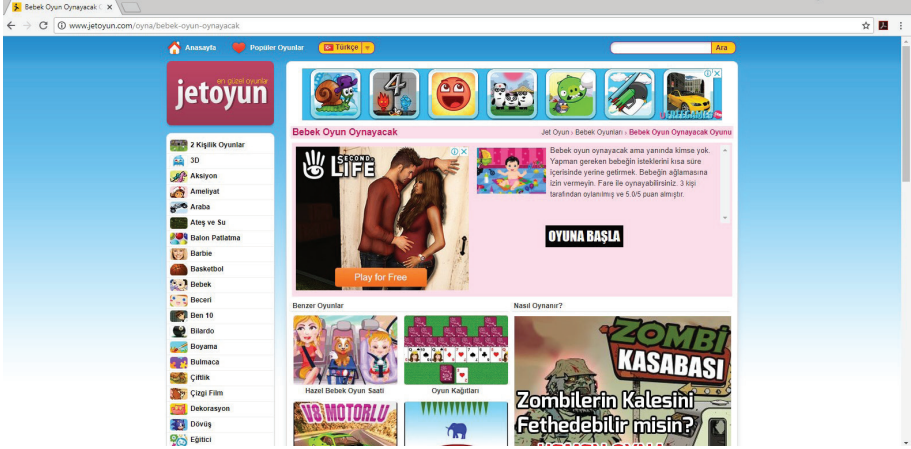 Bebek Oyun Oynayacak
www.jetoyun.com/oyna/bebek-oyun-oynayacak
Anasayfa
Popüler Oyunlar
Türkçe
Ara
en güzel oyunlar
jetoyun
4
Bebek Oyun Oynayacak
Jet Oyun › Bebek Oyunları › Bebek Oyun Oynayacak Oyunu
2 Kişilik Oyunlar
3D
Aksiyon
Ameliyat
Araba
Ateş ve Su
Balon Patlatma
Barbie
Basketbol
Bebek
Beceri
Ben 10
Bilardo
Boyama
Bulmaca
Çiftlik
Çizgi Film
Dekorasyon
Dövüş
Eğitici
SECOND
LIFE
Play for Free
Bebek oyun oynayacak ama yanında kimse yok.
Yapman gereken bebeğin isteklerini kısa süre
içerisinde yerine getirmek. Bebeğin ağlamasına
izin vermeyin. Fare ile oynayabilirsiniz. 3 kişi
tarafından oylanmış ve 5.0/5 puan almıştır.
OYUNA BAŞLA
Benzer Oyunlar
Nasıl Oynanır?
Hazel Bebek Oyun Saati
Oyun Kağıtları
V8 MOTORLU
ZOMBİ
KASABASI
Zombilerin Kalesini
Fethedebilir misin?